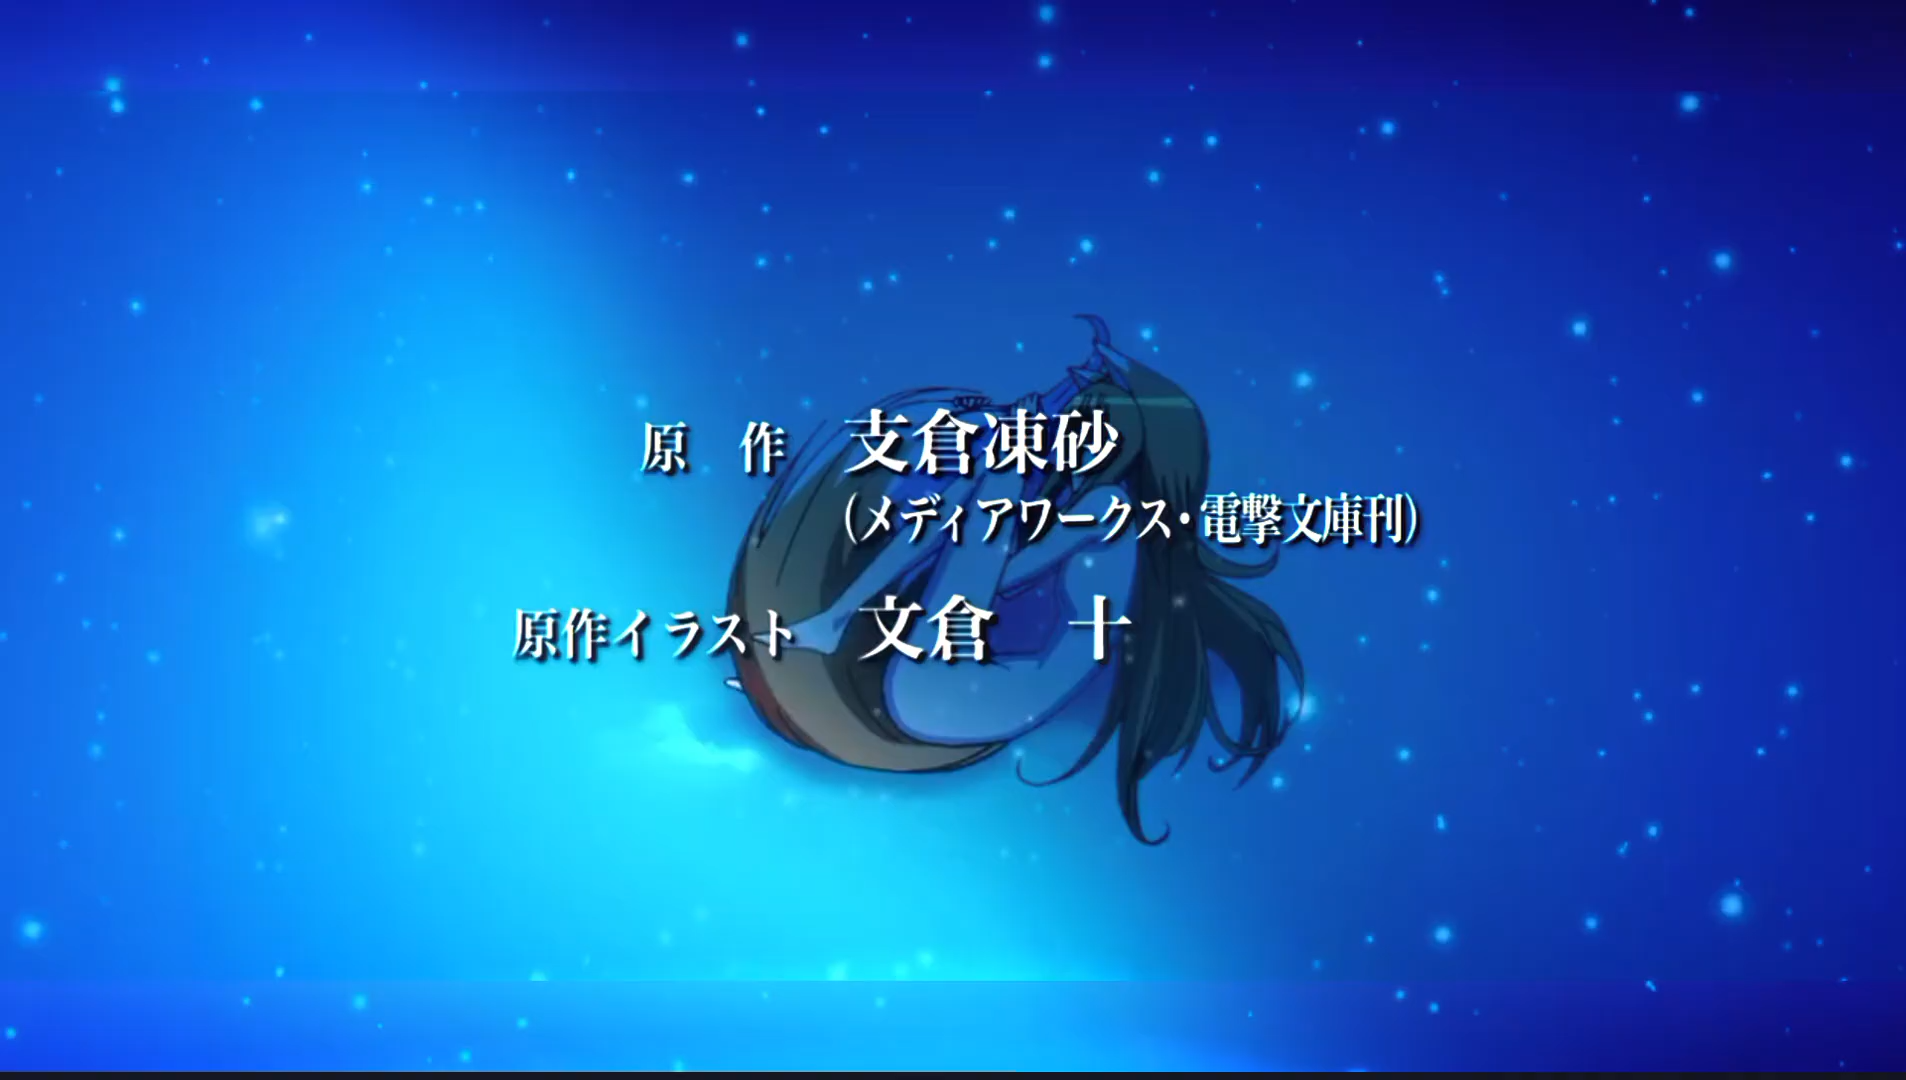 原　作　支倉凍砂
(メディアワークス・電撃文庫刊)
原作イラスト　文倉　十